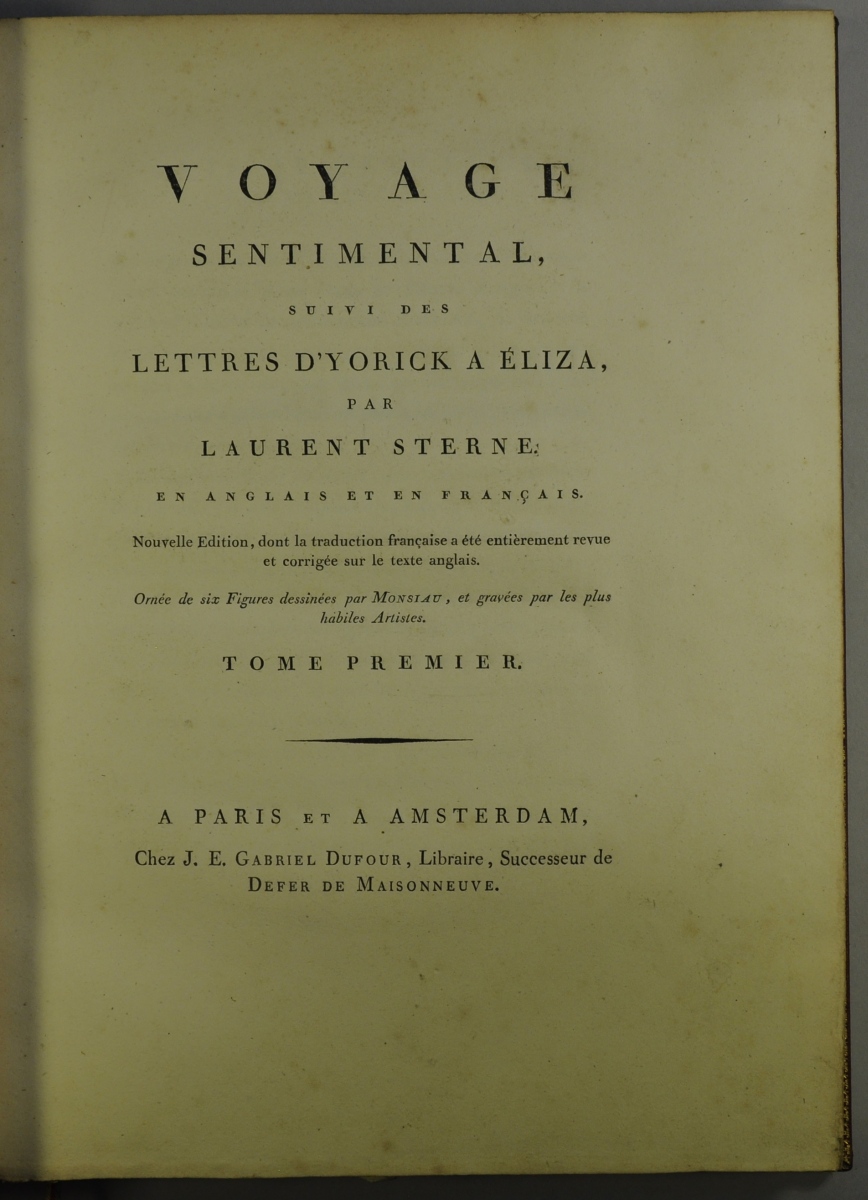 VOYAGE
SENTIMENTAL,
SUIVI DES
LETTRES D'YORICK A ÉLIZA,
PAR
LAURENT STERNE:
EN ANGLAIS ET EN FRANÇAIS.
Nouvelle Edition, dont la traduction française a été entièrement revue
et corrigée sur le texte anglais.
Ornée de six Figures dessinées par MONSIAU, et gravées par les plus
habiles Artistes.
TOME PREMIER.
A PARIS ET A AMSTERDAM,
Chez J. E. GABRIEL DUFOUR, Libraire, Successeur de
DEFER DE MAISONNEUVE.